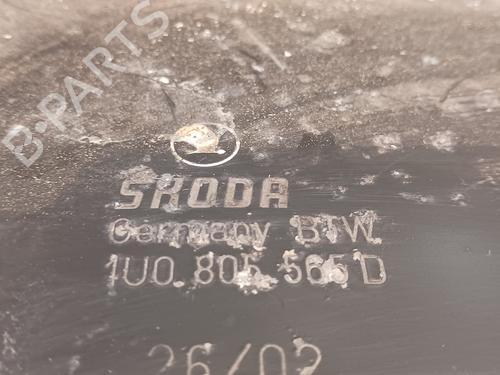 B-PARTS
SKODA
Germany BTW
1U0 805 565 D
26/02